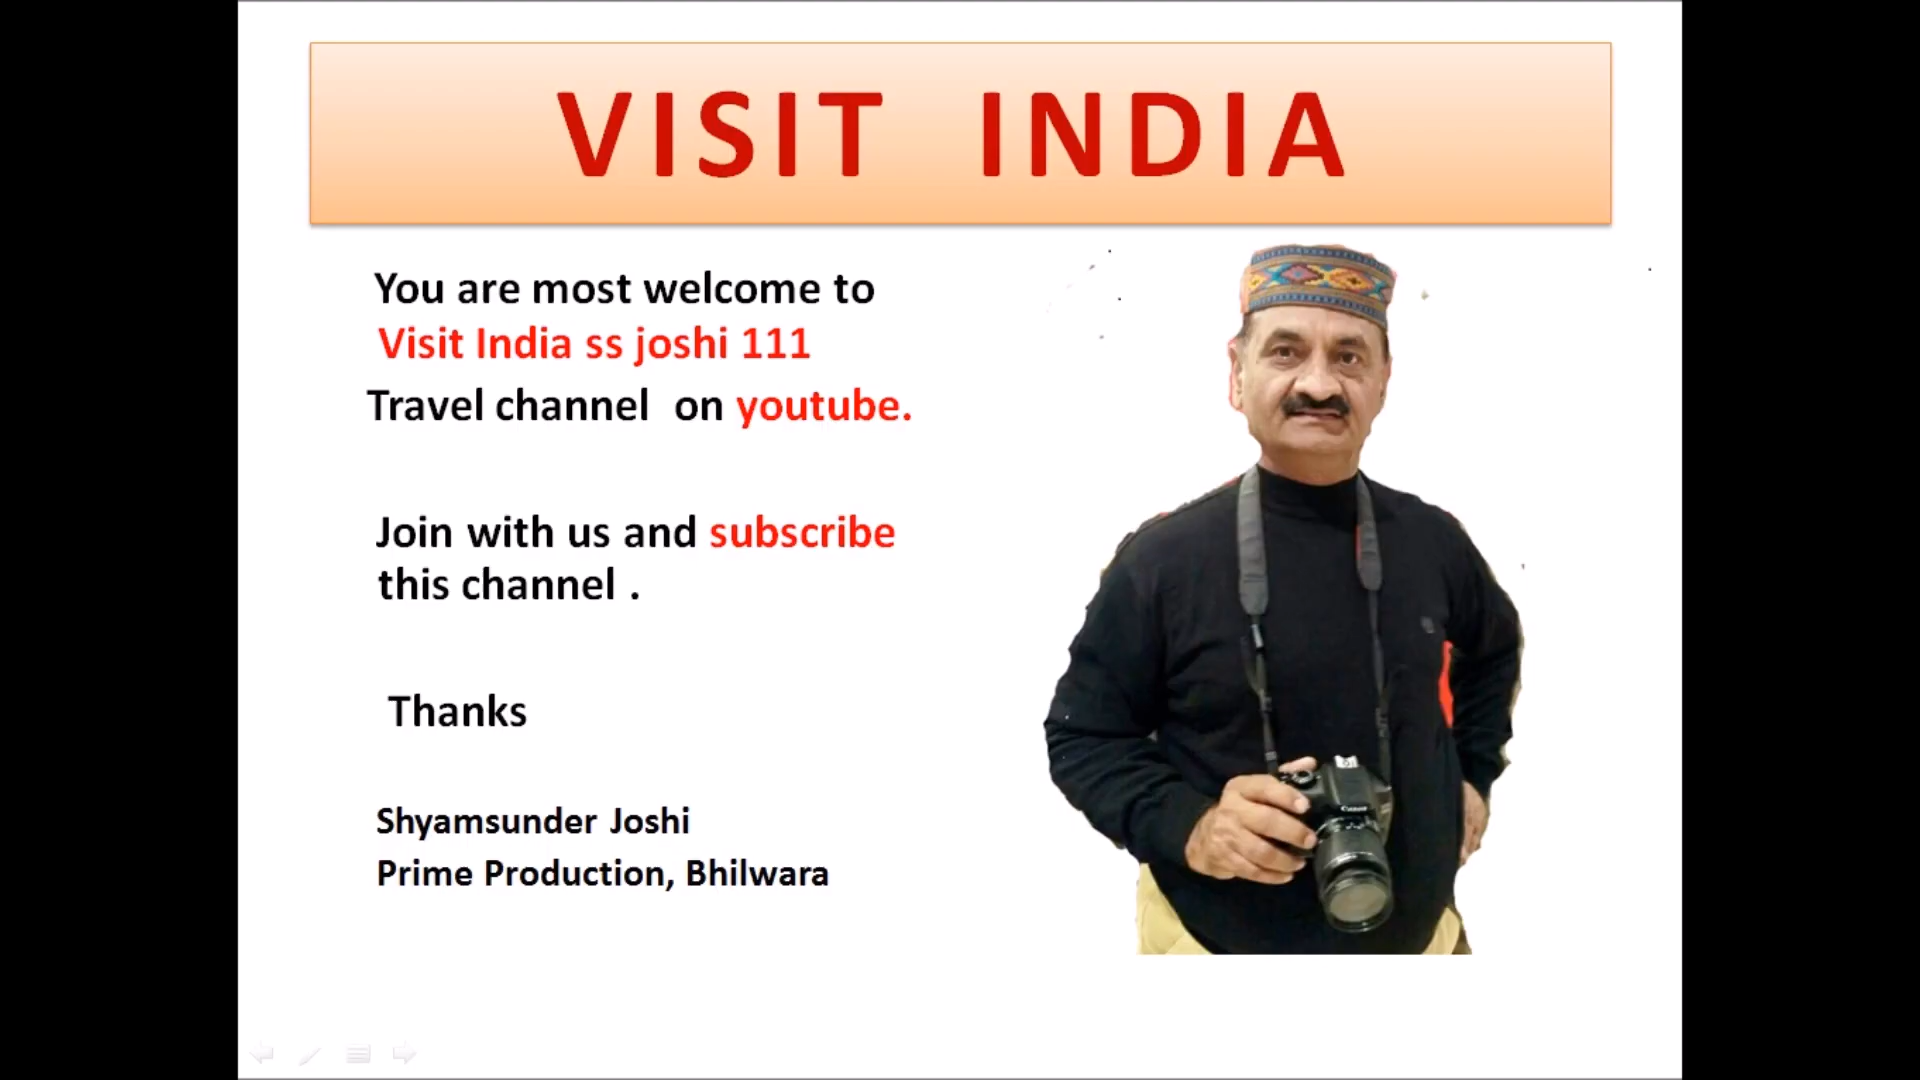 VISIT INDIA
You are most welcome to
Visit India ss joshi 111
Travel channel on youtube.
Join with us and subscribe
this channel .
Thanks
Shyamsunder Joshi
Prime Production, Bhilwara
Canon